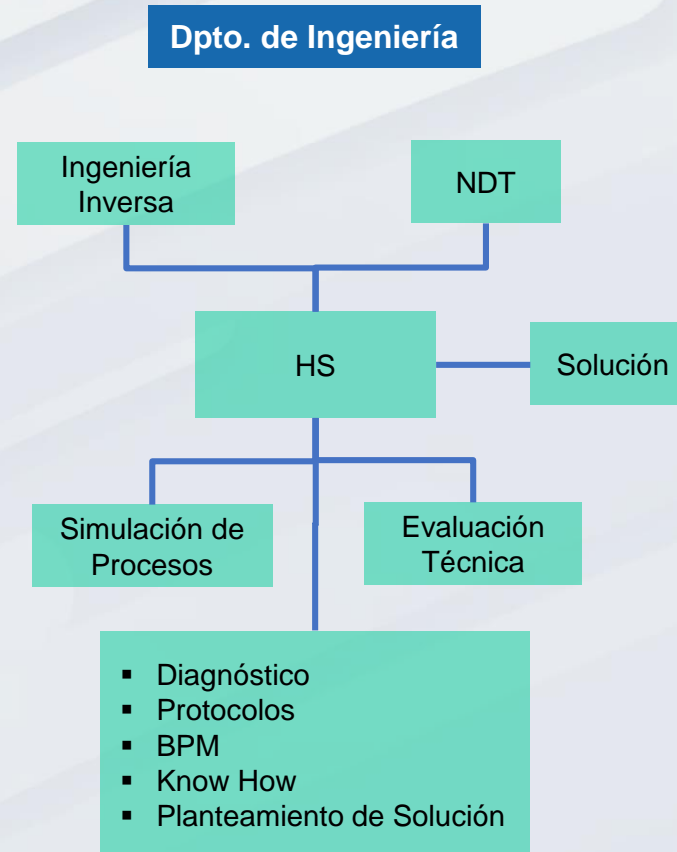 Dpto. de Ingeniería
Ingeniería
Inversa
NDT
HS
Solución
Simulación de
Procesos
Evaluación
Técnica
▪ Diagnóstico
▪ Protocolos
▪ BPM
▪ Know How
▪ Planteamiento de Solución